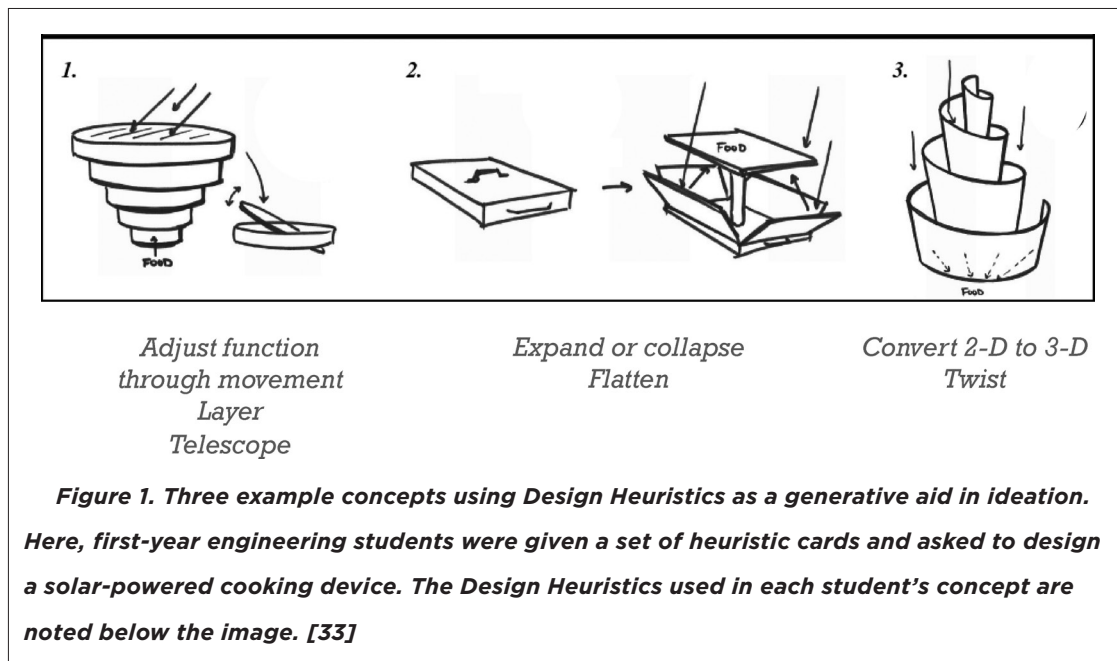 1.
2.
3.
FOOD
FOOD
FOOD
Adjust function
through movement
Layer
Telescope
Expand or collapse
Flatten
Convert 2-D to 3-D
Twist
Figure 1. Three example concepts using Design Heuristics as a generative aid in ideation.
Here, first-year engineering students were given a set of heuristic cards and asked to design
a solar-powered cooking device. The Design Heuristics used in each student’s concept are
noted below the image. [33]